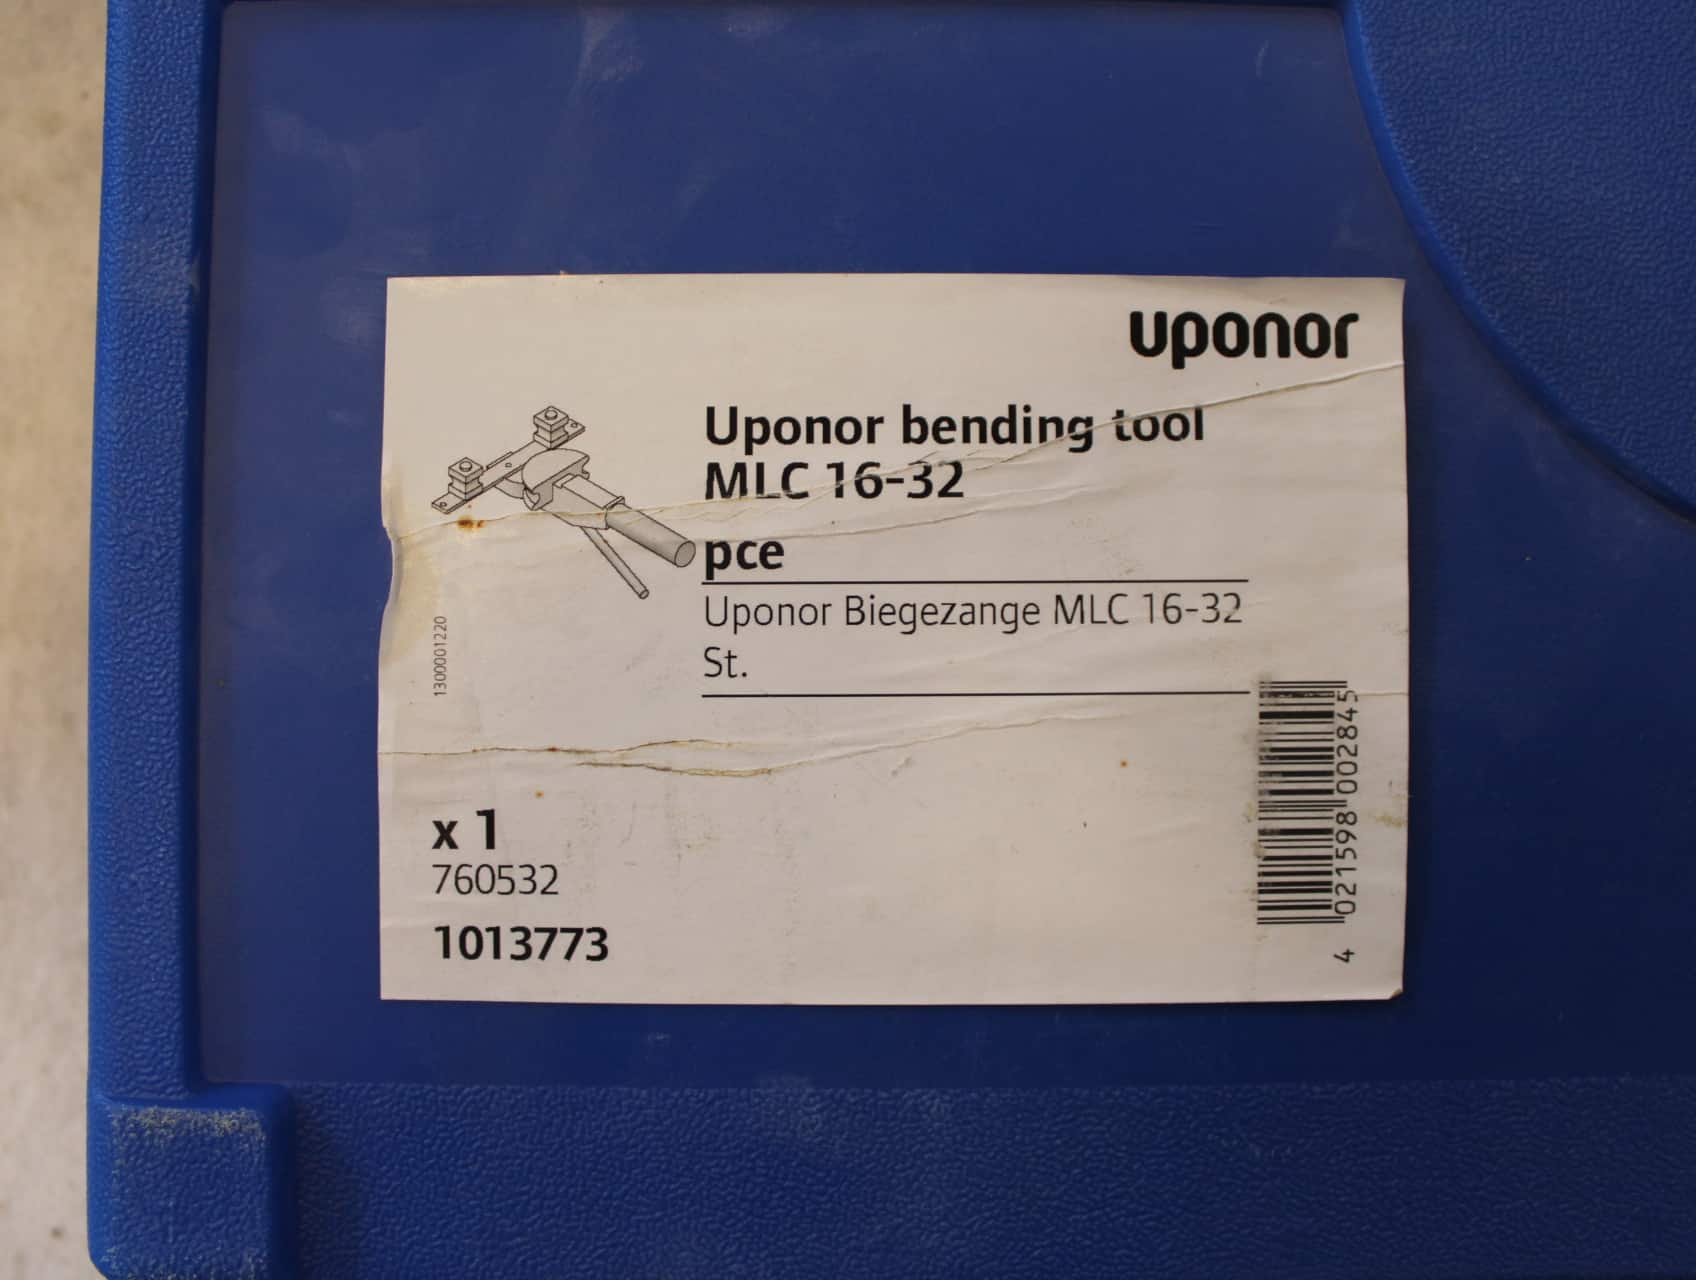 uponor
Uponor bending tool
MLC 16-32
pce
Uponor Biegezange MLC 16-32
St.
1300001220
x 1
760532
1013773
4 021598 002845